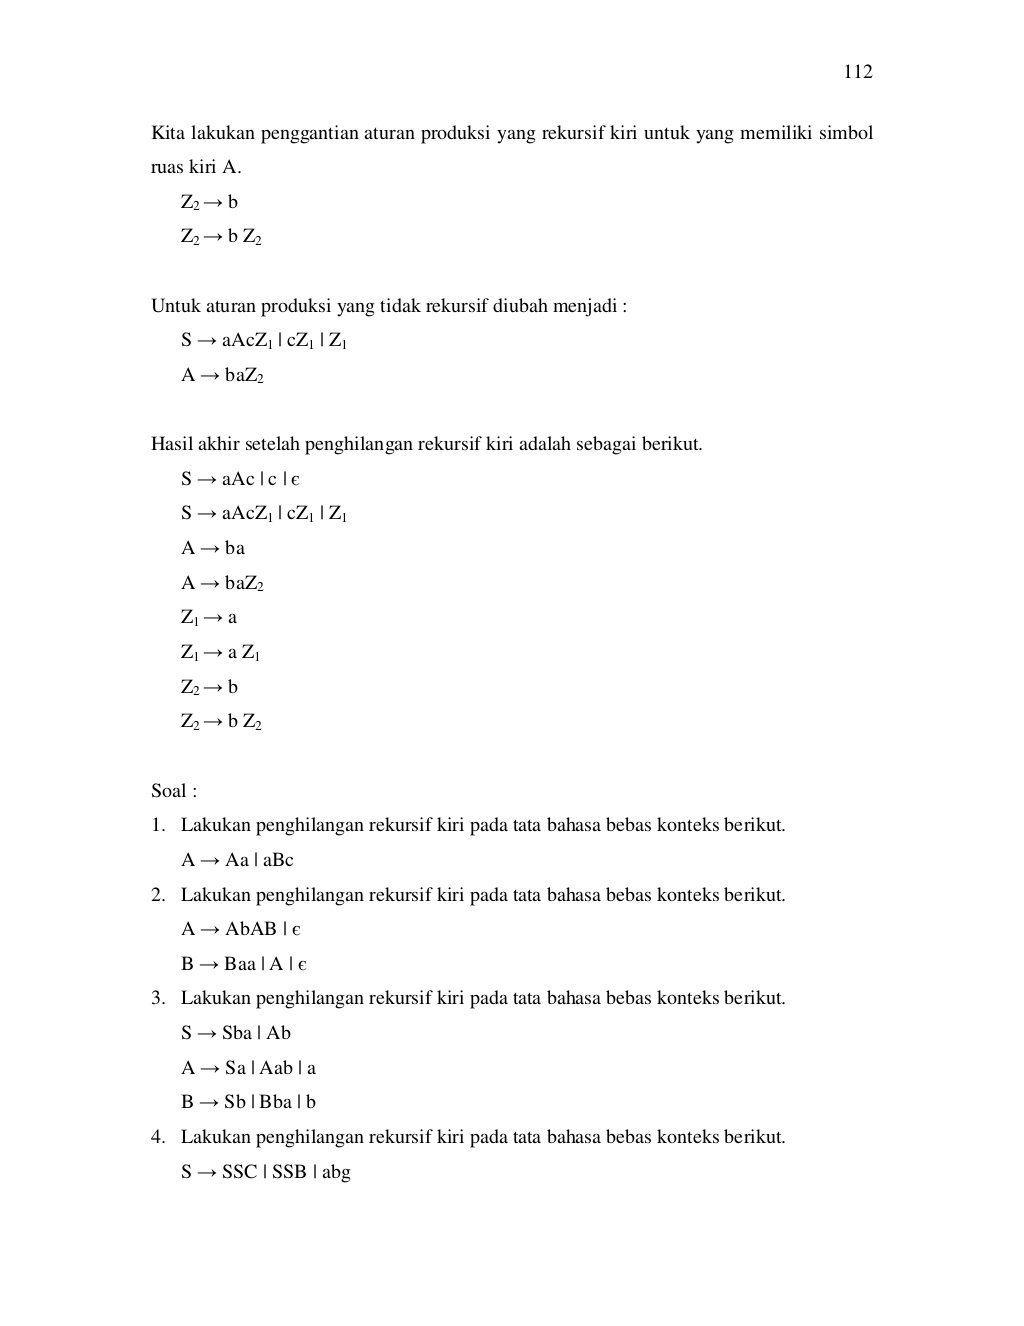 112
Kita lakukan penggantian aturan produksi yang rekursif kiri untuk yang memiliki simbol
ruas kiri A.
Z₂ → b
Z₂ → b Z₂
Untuk aturan produksi yang tidak rekursif diubah menjadi :
S → aAcZ₁ | cZ₁ | Z₁
A → baZ₂
Hasil akhir setelah penghilangan rekursif kiri adalah sebagai berikut.
S → aAc | c | ϵ
S → aAcZ₁ | cZ₁ | Z₁
A → ba
A → baZ₂
Z₁ → a
Z₁ → a Z₁
Z₂ → b
Z₂ → b Z₂
Soal :
1. Lakukan penghilangan rekursif kiri pada tata bahasa bebas konteks berikut.
A → Aa | aBc
2. Lakukan penghilangan rekursif kiri pada tata bahasa bebas konteks berikut.
A → AbAB | ϵ
B → Baa | A | ϵ
3. Lakukan penghilangan rekursif kiri pada tata bahasa bebas konteks berikut.
S → Sba | Ab
A → Sa | Aab | a
B → Sb | Bba | b
4. Lakukan penghilangan rekursif kiri pada tata bahasa bebas konteks berikut.
S → SSC | SSB | abg